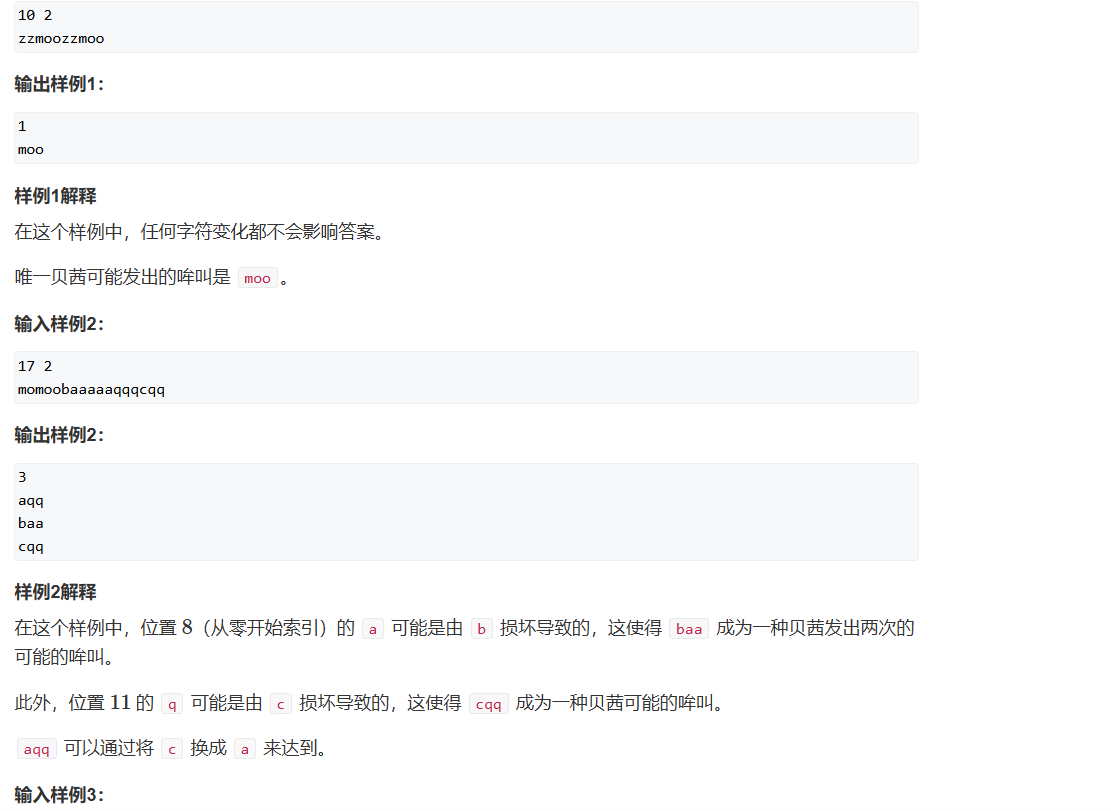 10 2
zzmoozzmoo
输出样例1：
1
moo
样例1解释
在这个样例中，任何字符变化都不会影响答案。
唯一贝茜可能发出的哞叫是 moo 。
输入样例2：
17 2
momoobaaaaaqqqcqq
输出样例2：
3
aqq
baa
cqq
样例2解释
在这个样例中，位置 8（从零开始索引）的 a 可能是由 b 损坏导致的，这使得 baa 成为一种贝茜发出两次的
可能的哞叫。
此外，位置 11 的 q 可能是由 c 损坏导致的，这使得 cqq 成为一种贝茜可能的哞叫。
aqq 可以通过将 c 换成 a 来达到。
输入样例3：